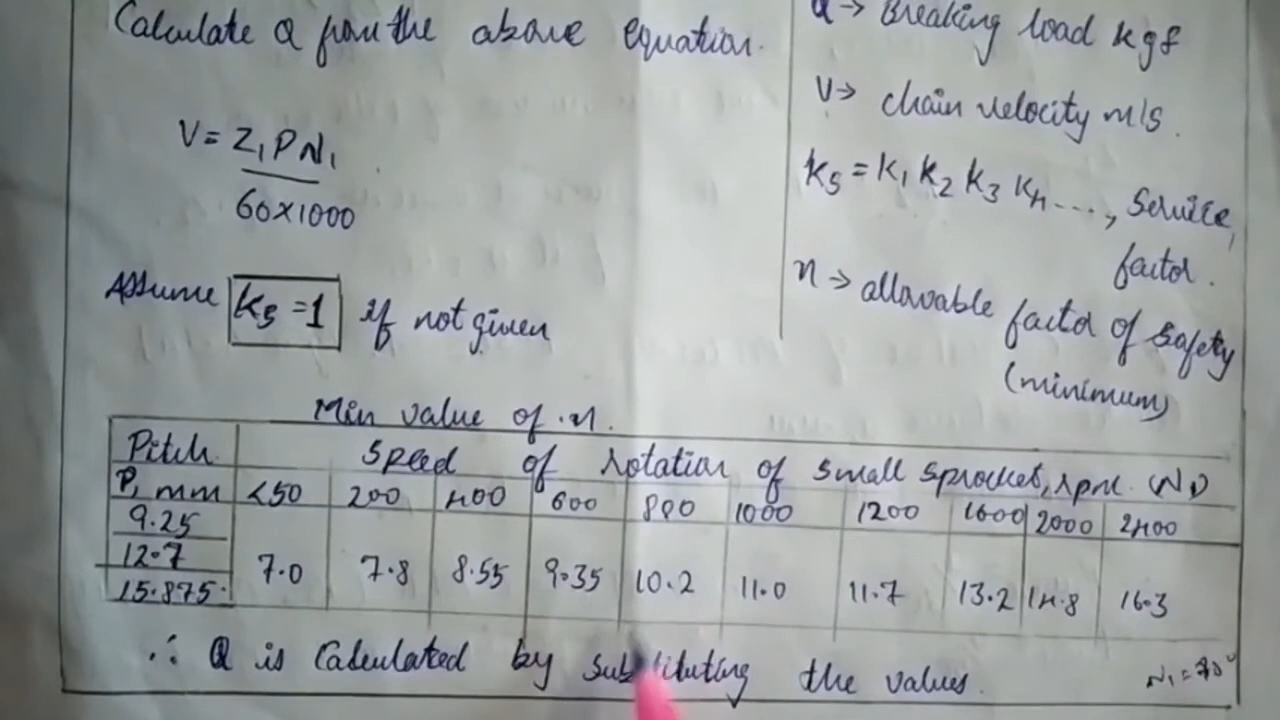 Calculate Q from the above equation.
V = Z₁PN₁
60×1000
Assume Ks = 1 if not given
Q → Breaking load kgf
V → chain velocity m/s.
Ks = K₁ K₂ K₃ K₄ ...., Service
factor.
n → allowable factor of safety
(minimum)
Min value of n.
Pitch Speed of rotation of small sprocket, rpm. (N₁)
P, mm <50 200 400 600 800 1000 1200 1600 2000 2400
9.25
12.7 7.0 7.8 8.55 9.35 10.2 11.0 11.7 13.2 14.8 16.3
15.875
∴ Q is calculated by substituting the values.